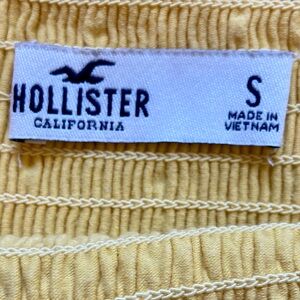 HOLLISTER
CALIFORNIA
S
MADE IN
VIETNAM